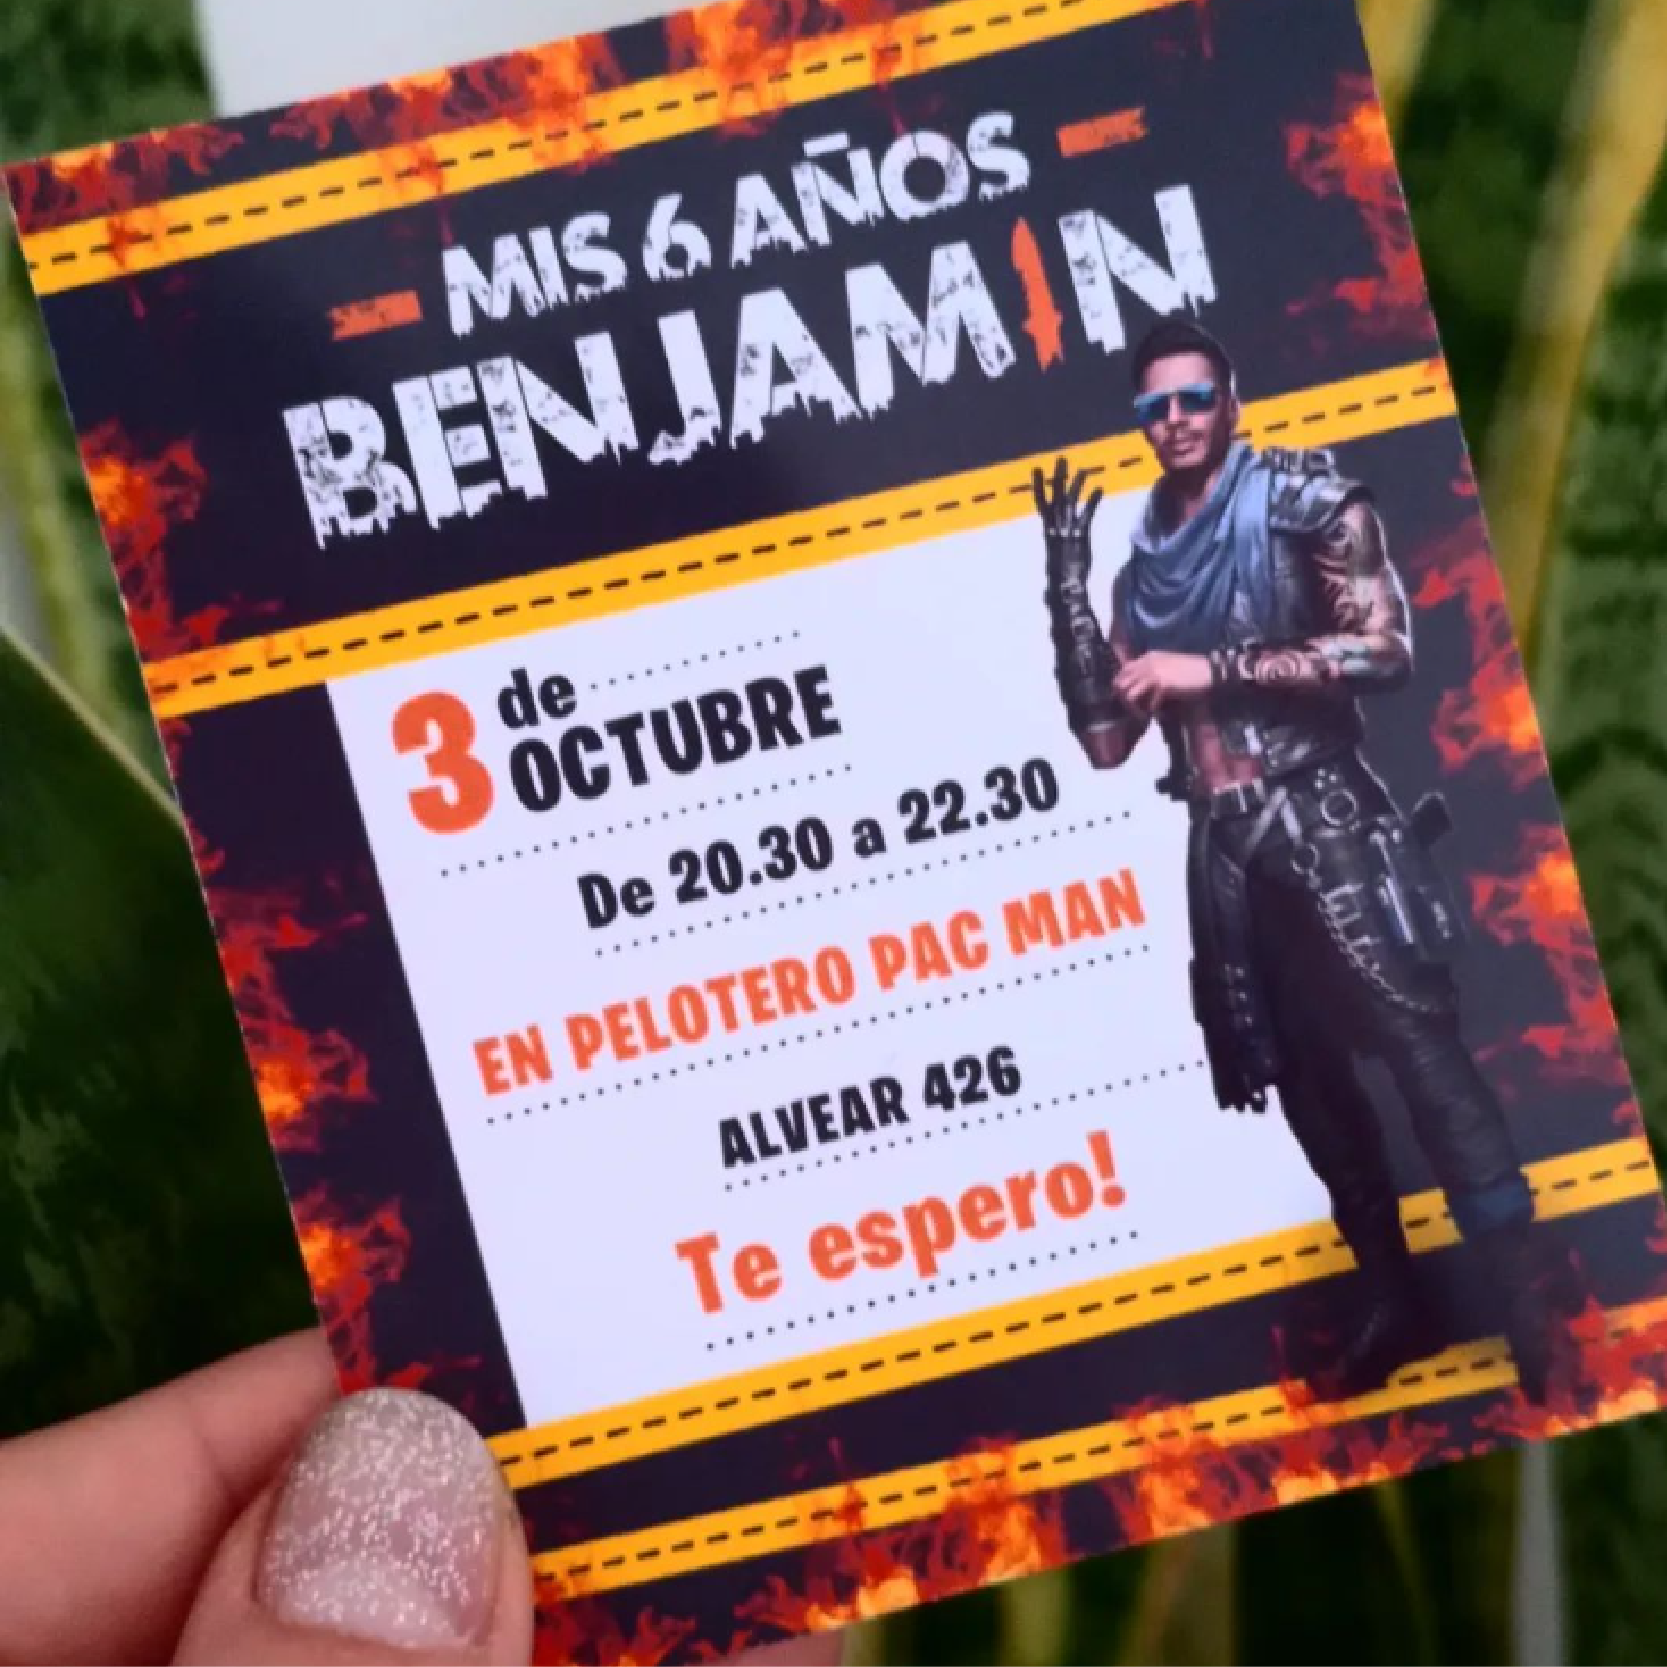 MIS 6 AÑOS
BENJAMIN
3 de
OCTUBRE
De 20.30 a 22.30
EN PELOTERO PAC MAN
ALVEAR 426
Te espero!